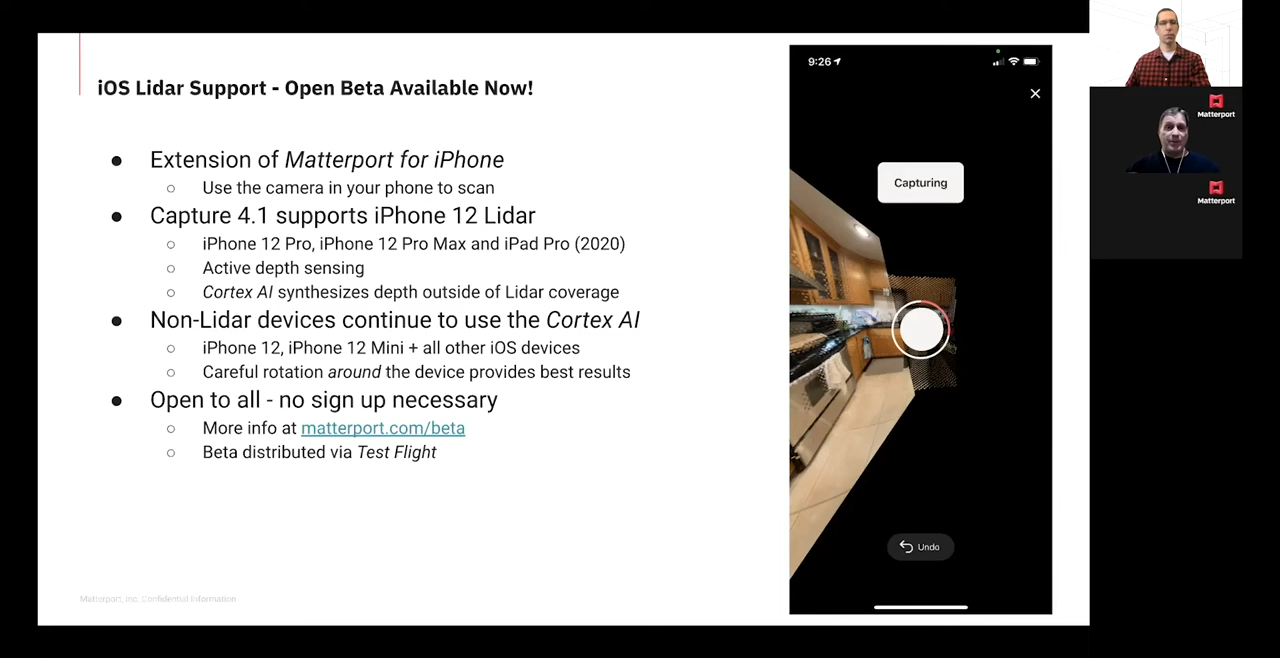 iOS Lidar Support - Open Beta Available Now!
● Extension of Matterport for iPhone
○ Use the camera in your phone to scan
● Capture 4.1 supports iPhone 12 Lidar
○ iPhone 12 Pro, iPhone 12 Pro Max and iPad Pro (2020)
○ Active depth sensing
○ Cortex AI synthesizes depth outside of Lidar coverage
● Non-Lidar devices continue to use the Cortex AI
○ iPhone 12, iPhone 12 Mini + all other iOS devices
○ Careful rotation around the device provides best results
● Open to all - no sign up necessary
○ More info at matterport.com/beta
○ Beta distributed via Test Flight
Matterport, Inc. Confidential Information
9:26
Capturing
Undo
Matterport
Matterport